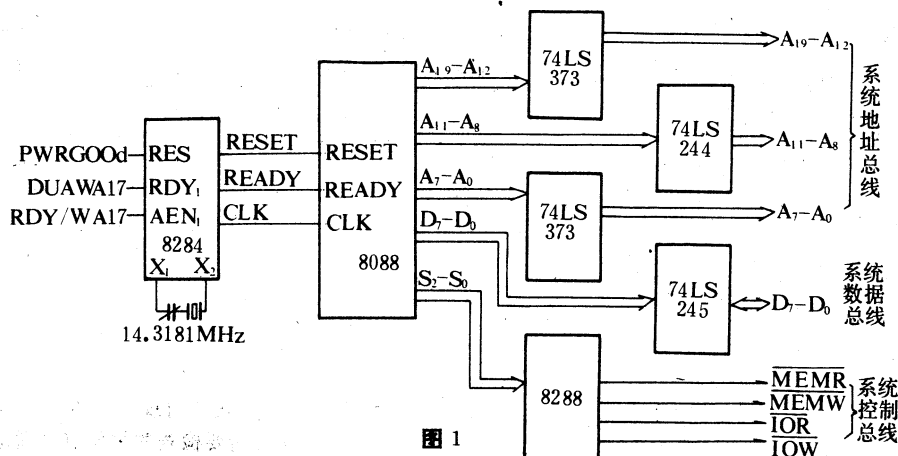 PWRGOOd
DUAWA17
RDY/WA17
RES
RDY₁
AEN₁
8284
X₁ X₂
14.3181MHz
RESET
READY
CLK
RESET
READY
CLK
8088
A₁₉-A₁₂
A₁₁-A₈
A₇-A₀
D₇-D₀
S₂-S₀
74LS
373
74LS
244
74LS
373
74LS
245
8288
A₁₉-A₁₂
A₁₁-A₈
A₇-A₀
系统地址总线
D₇-D₀
系统
数据
总线
MEMR
MEMW
IOR
IOW
系统
控制
总线
图 1